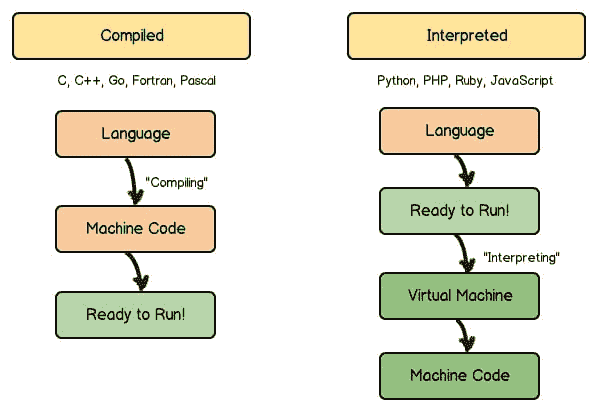 Compiled
C, C++, Go, Fortran, Pascal
Language
"Compiling"
Machine Code
Ready to Run!
Interpreted
Python, PHP, Ruby, JavaScript
Language
Ready to Run!
"Interpreting"
Virtual Machine
Machine Code